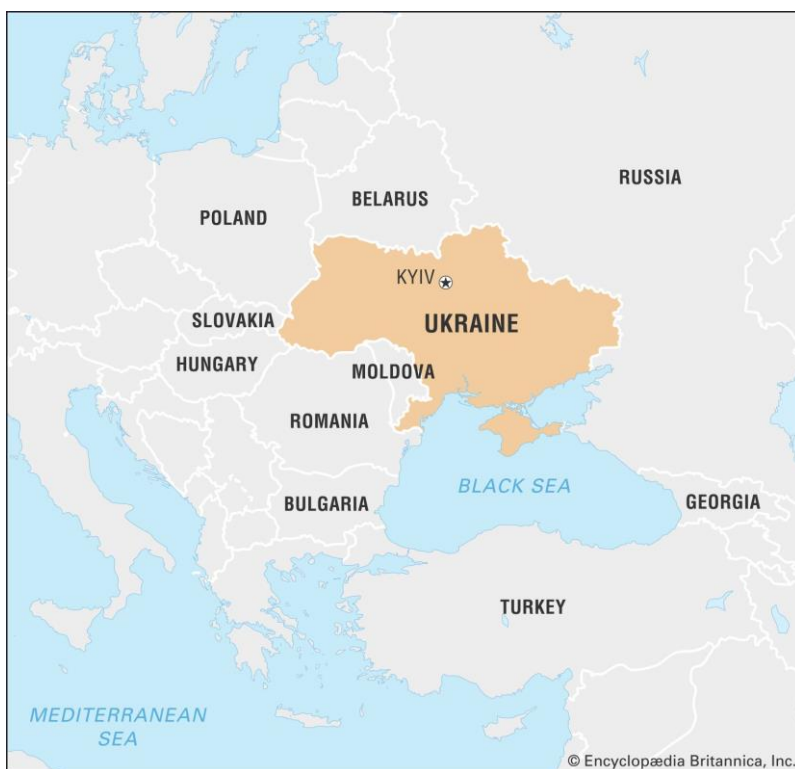 RUSSIA
BELARUS
POLAND
KYIV
SLOVAKIA
UKRAINE
HUNGARY
MOLDOVA
ROMANIA
BLACK SEA
BULGARIA
GEORGIA
TURKEY
MEDITERRANEAN
SEA
© Encyclopædia Britannica, Inc.